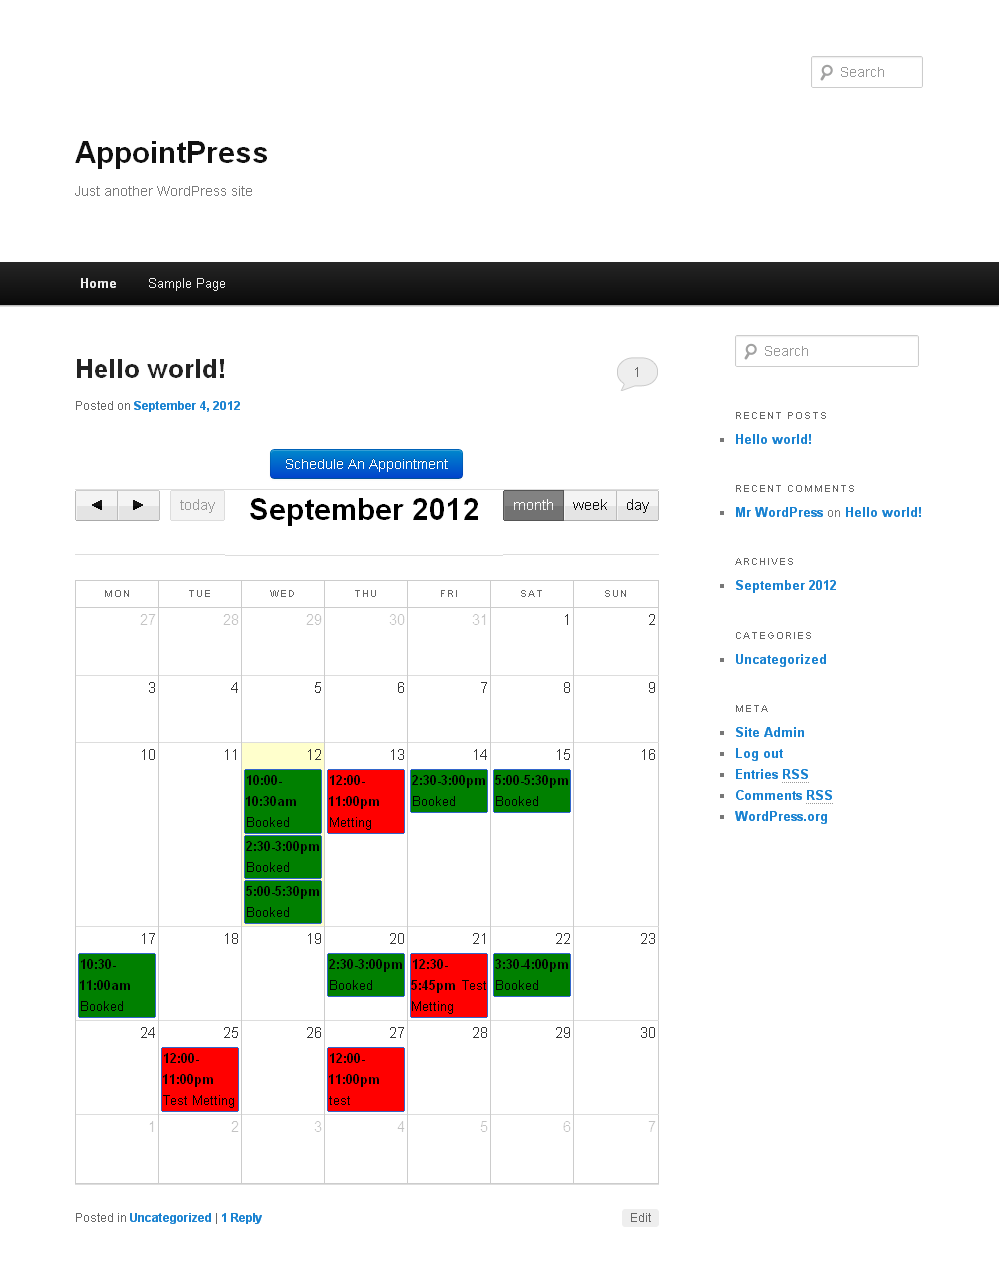 Search
AppointPress
Just another WordPress site
Home Sample Page
Hello world!
1
Posted on September 4, 2012
Schedule An Appointment
today September 2012 month week day
MON TUE WED THU FRI SAT SUN
27 28 29 30 31 1 2
3 4 5 6 7 8 9
10 11 12 13 14 15 16
10:00-
10:30am
Booked
2:30-3:00pm
Booked
5:00-5:30pm
Booked
12:00-
11:00pm
Metting
2:30-3:00pm
Booked
5:00-5:30pm
Booked
17 18 19 20 21 22 23
10:30-
11:00am
Booked
2:30-3:00pm
Booked
12:30-
5:45pm Test
Metting
3:30-4:00pm
Booked
24 25 26 27 28 29 30
12:00-
11:00pm
Test Metting
12:00-
11:00pm
test
1 2 3 4 5 6 7
Posted in Uncategorized | 1 Reply
Edit
Search
RECENT POSTS
Hello world!
RECENT COMMENTS
Mr WordPress on Hello world!
ARCHIVES
September 2012
CATEGORIES
Uncategorized
META
Site Admin
Log out
Entries RSS
Comments RSS
WordPress.org